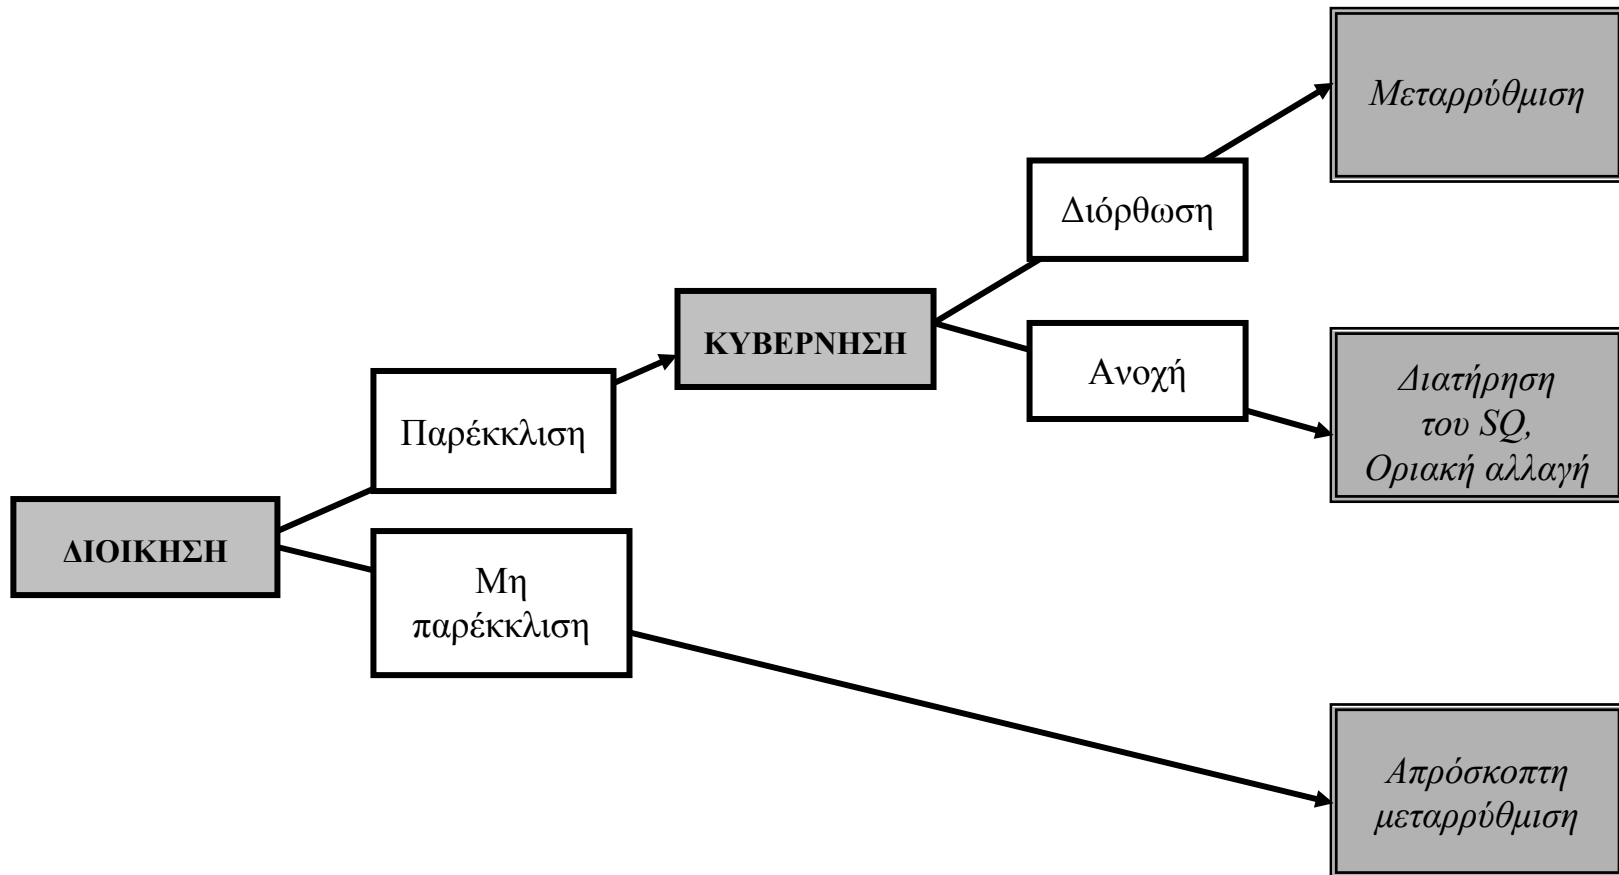 Μεταρρύθμιση
Διόρθωση
ΚΥΒΕΡΝΗΣΗ
Ανοχή
Διατήρηση
του SQ,
Οριακή αλλαγή
Παρέκκλιση
ΔΙΟΙΚΗΣΗ
Μη
παρέκκλιση
Απρόσκοπτη
μεταρρύθμιση